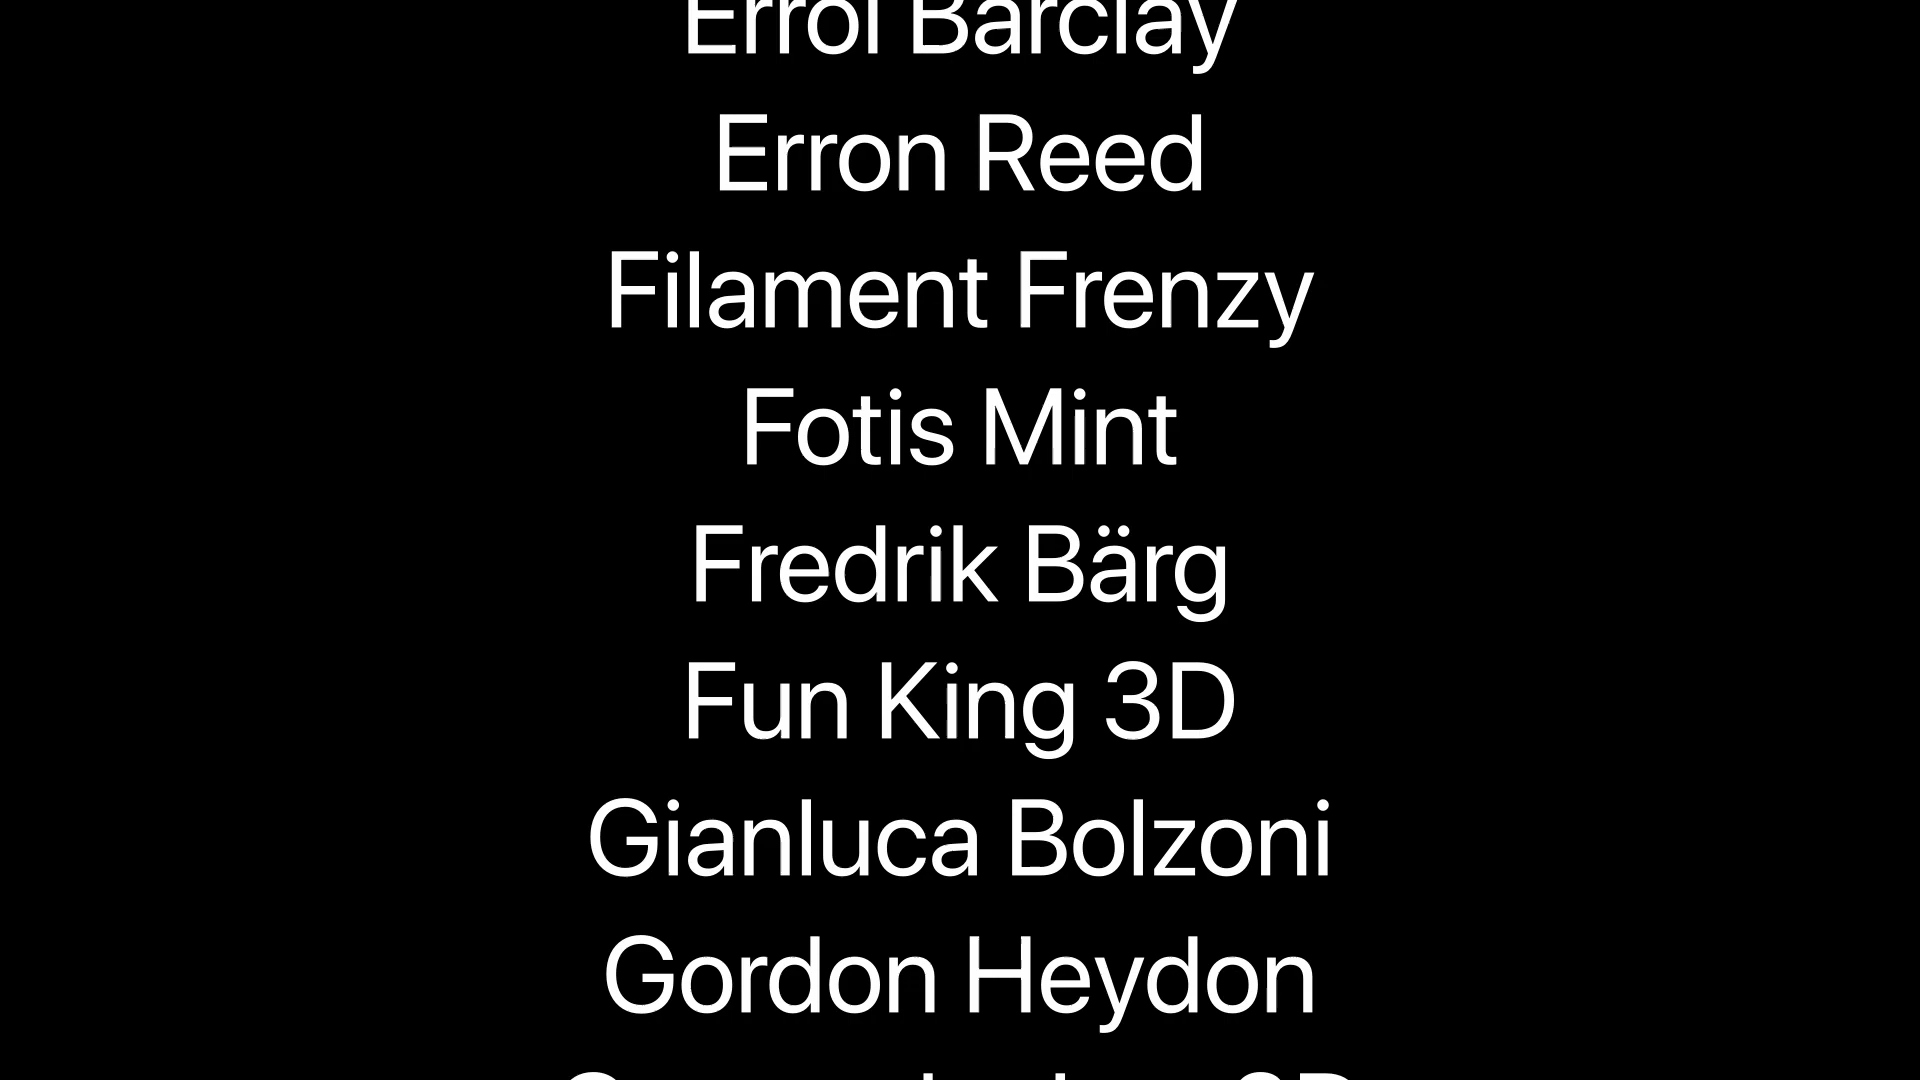 Errol Barclay
Erron Reed
Filament Frenzy
Fotis Mint
Fredrik Bärg
Fun King 3D
Gianluca Bolzoni
Gordon Heydon